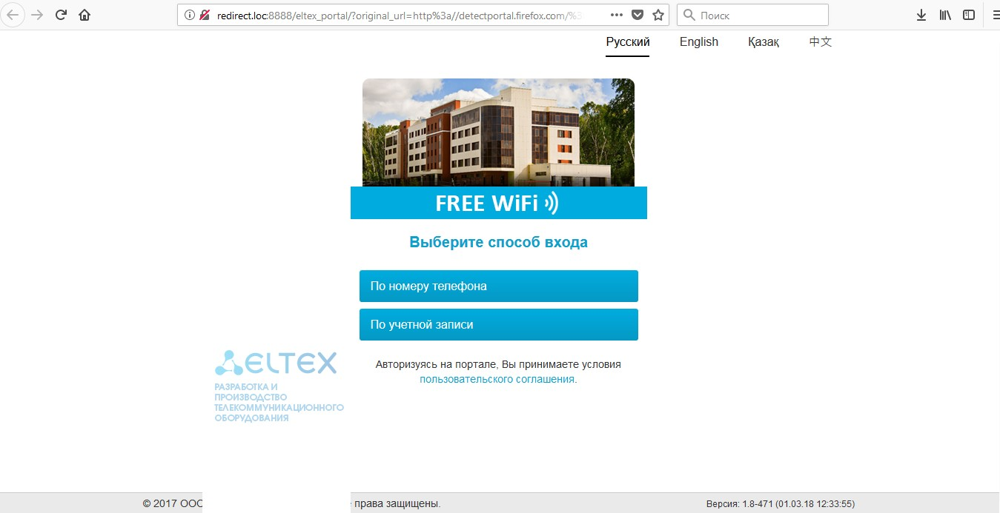 redirect.loc:8888/eltex_portal/?original_url=http%3a//detectportal.firefox.com/%3
Поиск
Русский English Қазақ 中文
FREE WiFi
Выберите способ входа
По номеру телефона
По учетной записи
Авторизуясь на портале, Вы принимаете условия
пользовательского соглашения.
ELTEX
РАЗРАБОТКА И
ПРОИЗВОДСТВО
ТЕЛЕКОММУНИКАЦИОННОГО
ОБОРУДОВАНИЯ
© 2017 ООО права защищены. Версия: 1.8-471 (01.03.18 12:33:55)